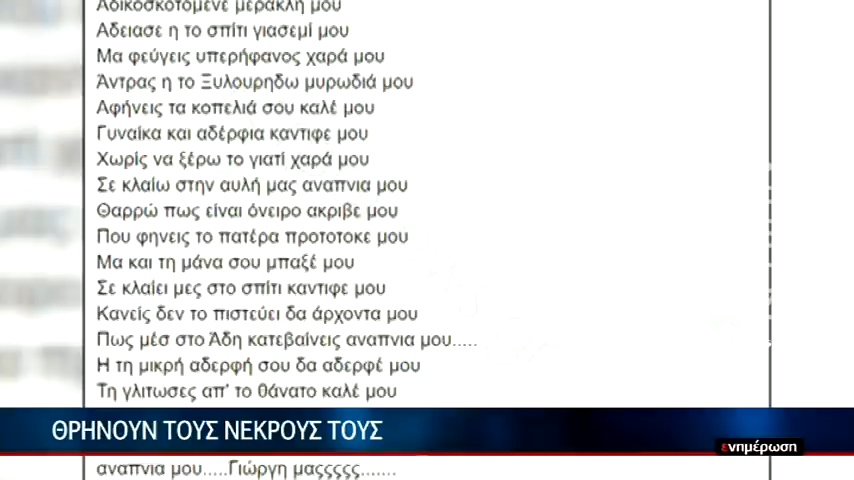 Αδικοσκοτομένε μερακλή μου
Αδειασε η το σπίτι γιασεμί μου
Μα φεύγεις υπερήφανος χαρά μου
Άντρας η το Ξυλουρηδω μυρωδιά μου
Αφήνεις τα κοπελιά σου καλέ μου
Γυναίκα και αδέρφια καντιφε μου
Χωρίς να ξέρω το γιατί χαρά μου
Σε κλαίω στην αυλή μας αναπνια μου
Θαρρώ πως είναι όνειρο ακριβε μου
Που φηνεις το πατέρα προτοτοκε μου
Μα και τη μάνα σου μπαξέ μου
Σε κλαίει μες στο σπίτι καντιφε μου
Κανείς δεν το πιστεύει δα άρχοντα μου
Πως μέσ στο Άδη κατεβαίνεις αναπνια μου.....
Η τη μικρή αδερφή σου δα αδερφέ μου
Τη γλιτωσες απ' το θάνατο καλέ μου
ΘΡΗΝΟΥΝ ΤΟΥΣ ΝΕΚΡΟΥΣ ΤΟΥΣ
ενημέρωση
αναπνια μου.....Γιώργη μαςςςςς.......